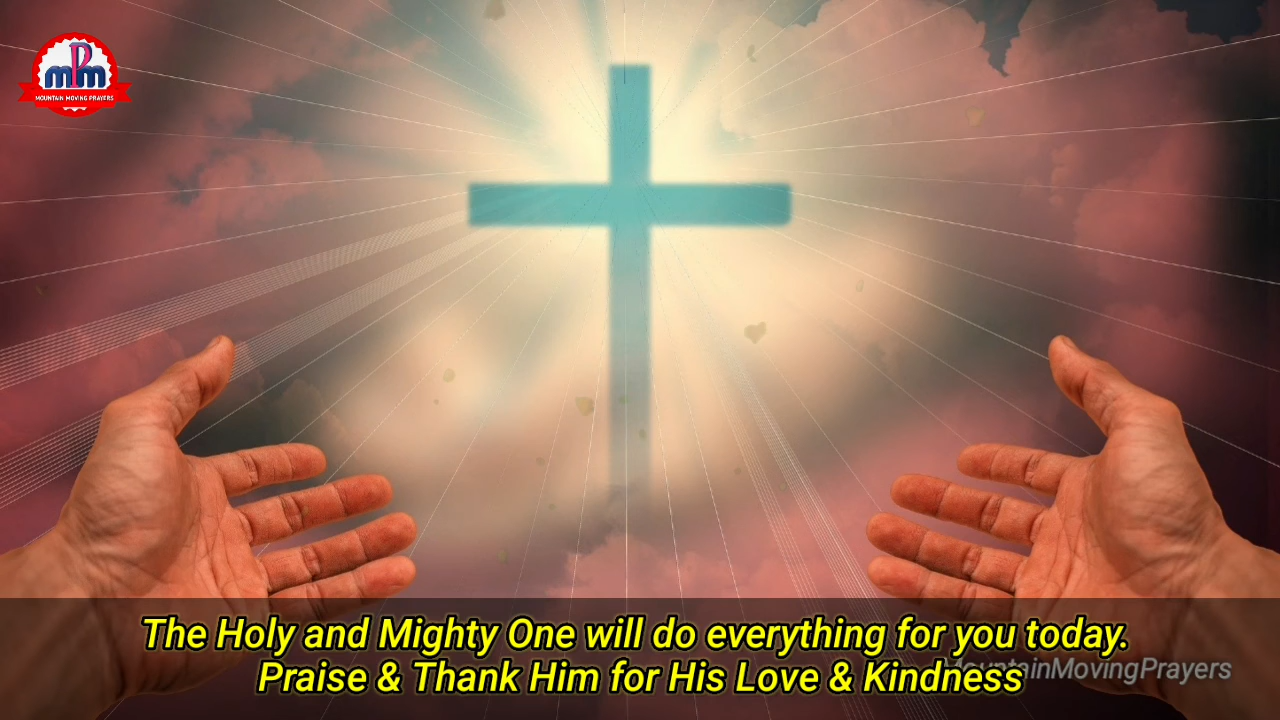 mPm
MOUNTAIN MOVING PRAYERS
The Holy and Mighty One will do everything for you today.
Praise & Thank Him for His Love & Kindness
MountainMovingPrayers